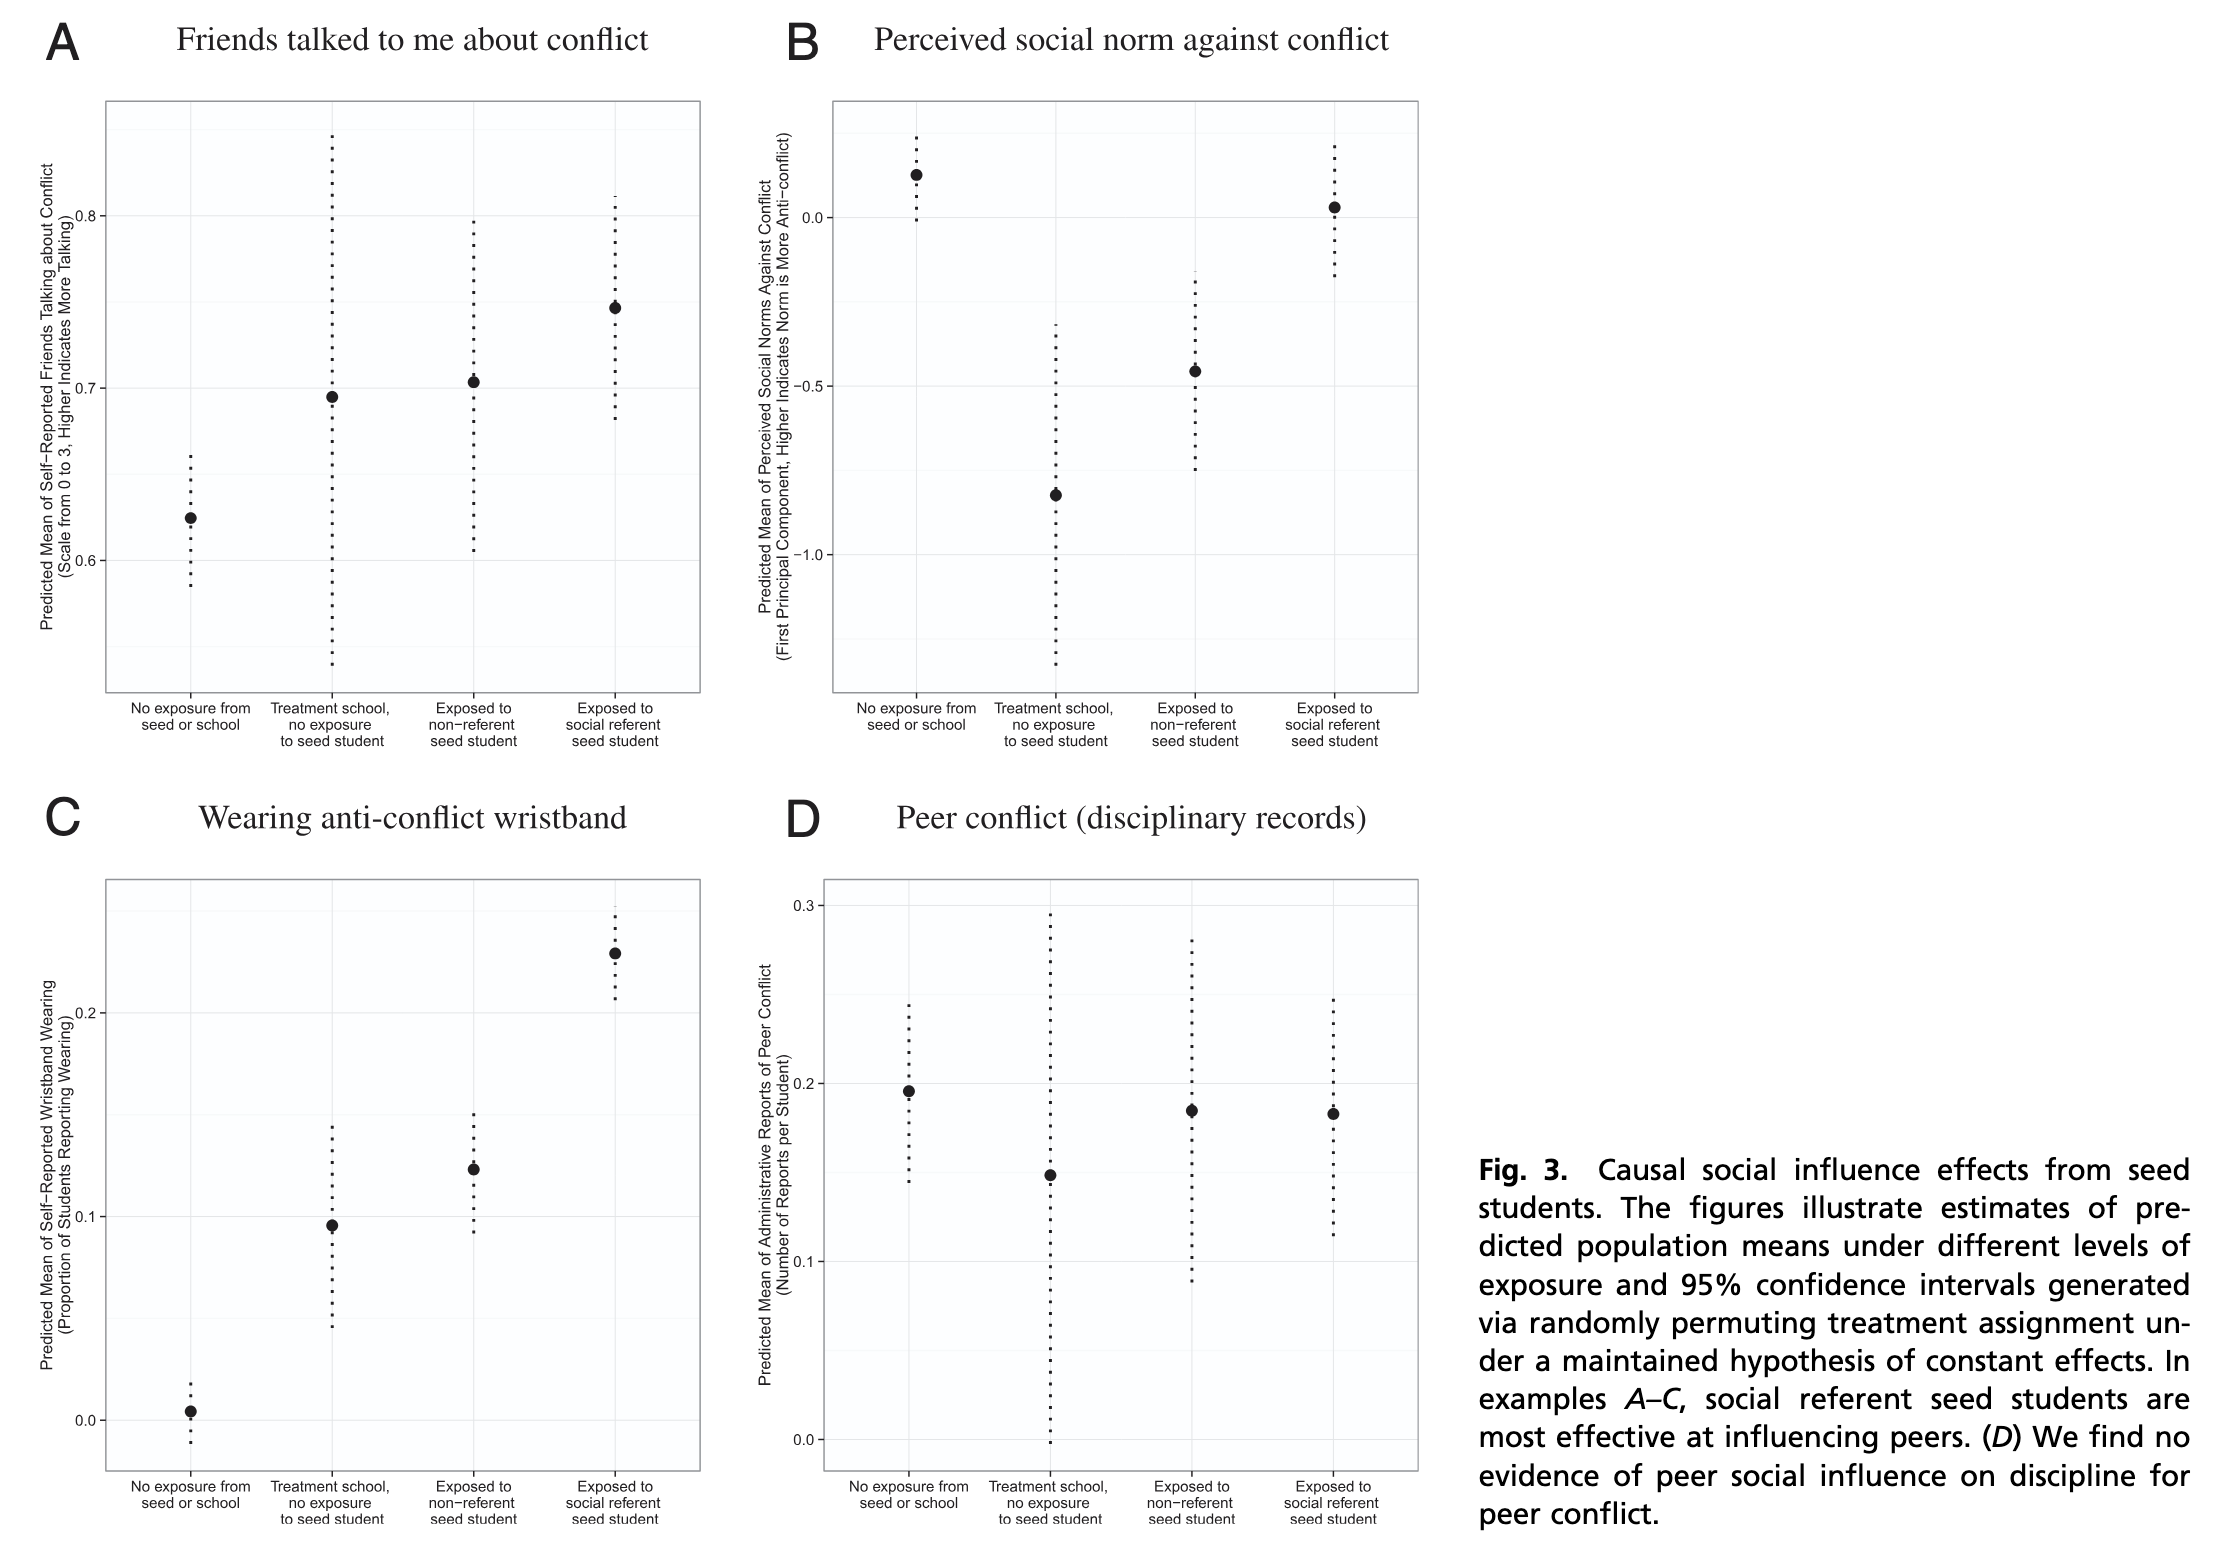 A
Friends talked to me about conflict
Predicted Mean of Self−Reported Friends Talking about Conflict
(Scale from 0 to 3, Higher Indicates More Talking)
0.8
0.7
0.6
No exposure from
seed or school
Treatment school,
no exposure
to seed student
Exposed to
non−referent
seed student
Exposed to
social referent
seed student
B
Perceived social norm against conflict
Predicted Mean of Perceived Social Norms Against Conflict
(First Principal Component, Higher Indicates Norm is More Anti−conflict)
0.0
−0.5
−1.0
No exposure from
seed or school
Treatment school,
no exposure
to seed student
Exposed to
non−referent
seed student
Exposed to
social referent
seed student
C
Wearing anti-conflict wristband
Predicted Mean of Self−Reported Wristband Wearing
(Proportion of Students Reporting Wearing)
0.2
0.1
0.0
No exposure from
seed or school
Treatment school,
no exposure
to seed student
Exposed to
non−referent
seed student
Exposed to
social referent
seed student
D
Peer conflict (disciplinary records)
Predicted Mean of Administrative Reports of Peer Conflict
(Number of Reports per Student)
0.3
0.2
0.1
0.0
No exposure from
seed or school
Treatment school,
no exposure
to seed student
Exposed to
non−referent
seed student
Exposed to
social referent
seed student
Fig. 3. Causal social influence effects from seed
students. The figures illustrate estimates of pre-
dicted population means under different levels of
exposure and 95% confidence intervals generated
via randomly permuting treatment assignment un-
der a maintained hypothesis of constant effects. In
examples A–C, social referent seed students are
most effective at influencing peers. (D) We find no
evidence of peer social influence on discipline for
peer conflict.